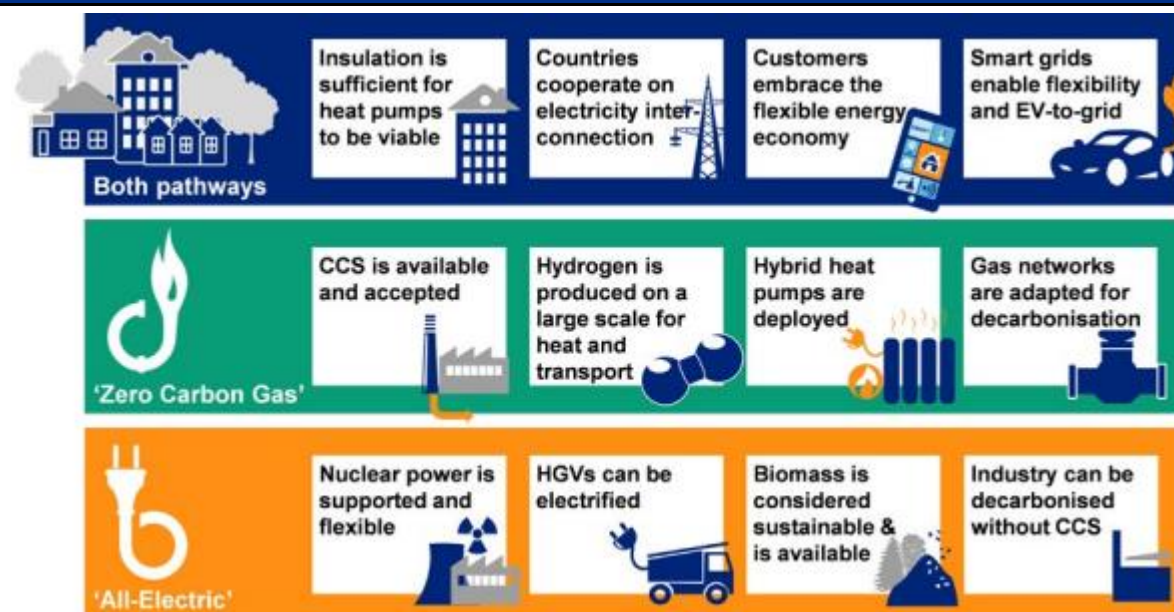 Insulation is
sufficient for
heat pumps
to be viable
Countries
cooperate on
electricity inter-
connection
Customers
embrace the
flexible energy
economy
Smart grids
enable flexibility
and EV-to-grid
Both pathways
CCS is available
and accepted
Hydrogen is
produced on a
large scale for
heat and
transport
Hybrid heat
pumps are
deployed
Gas networks
are adapted for
decarbonisation
'Zero Carbon Gas'
Nuclear power is
supported and
flexible
HGVs can be
electrified
Biomass is
considered
sustainable &
is available
Industry can be
decarbonised
without CCS
'All-Electric'